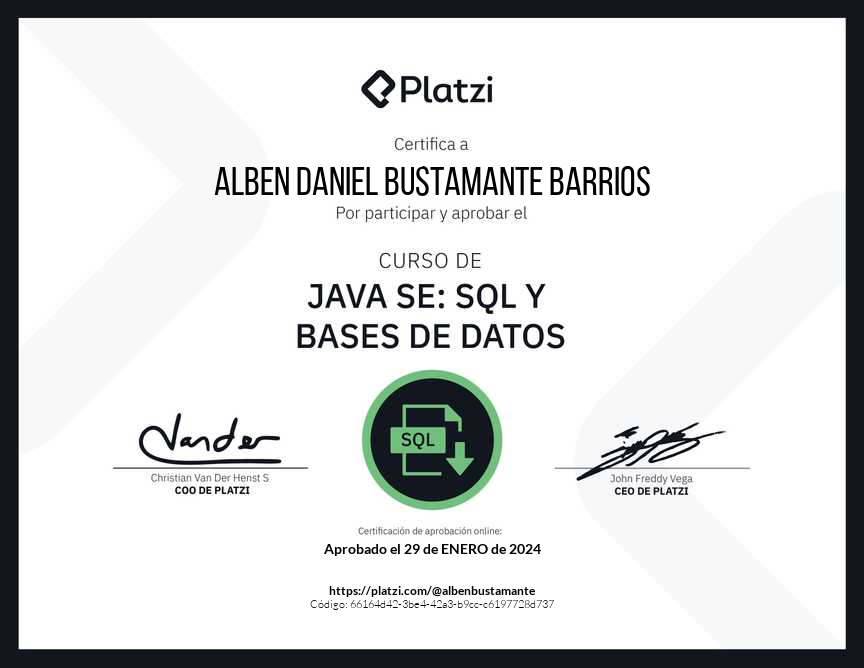 Platzi
Certifica a
ALBEN DANIEL BUSTAMANTE BARRIOS
Por participar y aprobar el
CURSO DE
JAVA SE: SQL Y
BASES DE DATOS
SQL
Vander
Christian Van Der Henst S
COO DE PLATZI
John Freddy Vega
CEO DE PLATZI
Certificación de aprobación online:
Aprobado el 29 de ENERO de 2024
https://platzi.com/@albenbustamante
Código: 66164d42-3be4-42a3-b9cc-c6197728d737